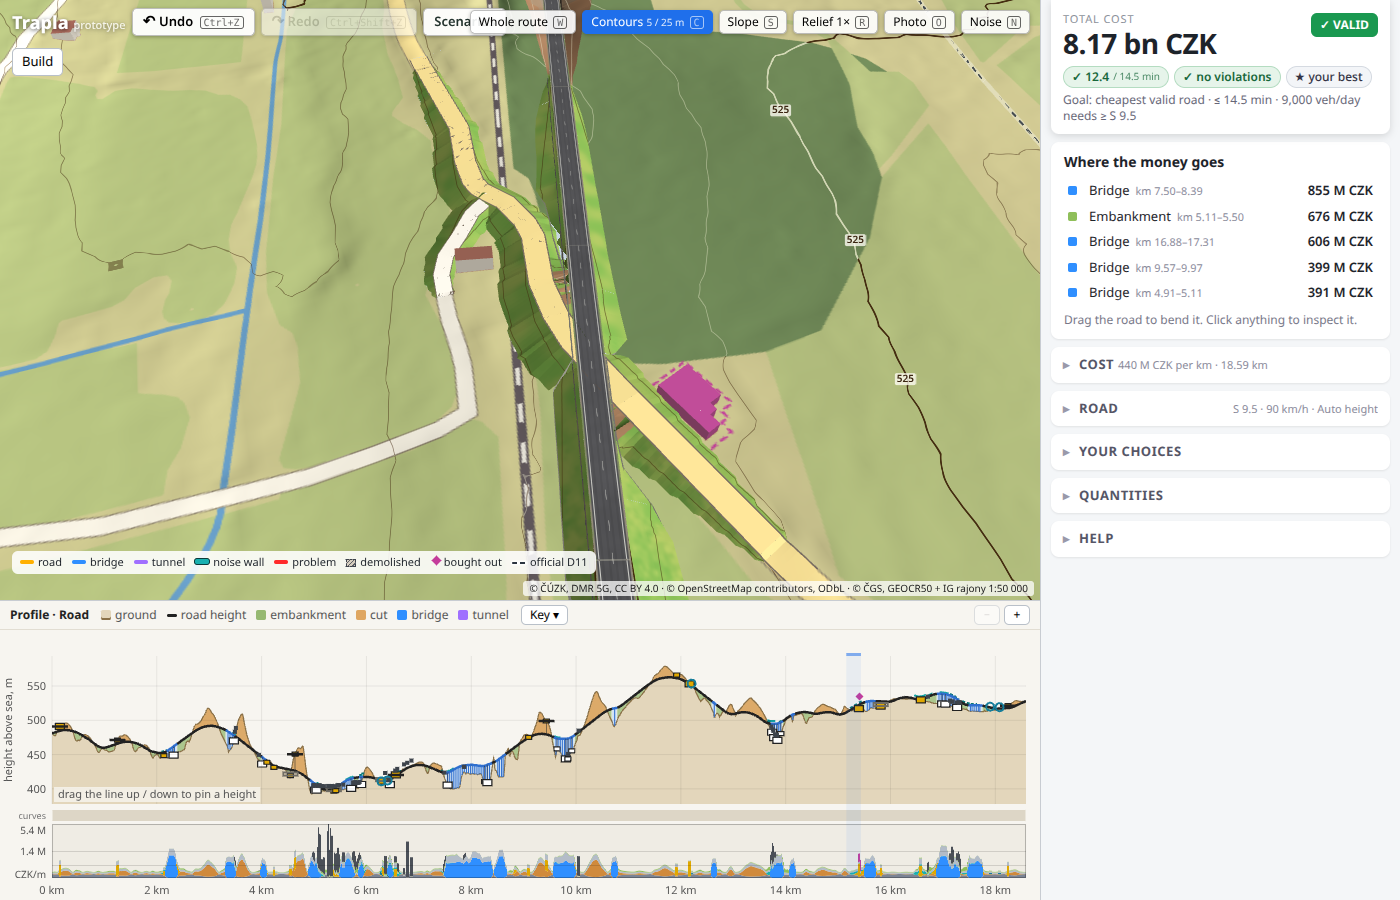 Trapla prototype
↶ Undo Ctrl+Z
↷ Redo Ctrl+Shift+Z
Scena
Whole route W
Contours 5 / 25 m C
Slope S
Relief 1× R
Photo O
Noise N
Build
525
525
525
road bridge tunnel noise wall problem demolished bought out official D11
© ČÚZK, DMR 5G, CC BY 4.0 · © OpenStreetMap contributors, ODbL · © ČGS, GEOCR50 + IG rajony 1:50 000
TOTAL COST
8.17 bn CZK
✓ VALID
✓ 12.4 / 14.5 min
✓ no violations
★ your best
Goal: cheapest valid road · ≤ 14.5 min · 9,000 veh/day
needs ≥ S 9.5
Where the money goes
Bridge km 7.50–8.39 855 M CZK
Embankment km 5.11–5.50 676 M CZK
Bridge km 16.88–17.31 606 M CZK
Bridge km 9.57–9.97 399 M CZK
Bridge km 4.91–5.11 391 M CZK
Drag the road to bend it. Click anything to inspect it.
▶ COST 440 M CZK per km · 18.59 km
▶ ROAD S 9.5 · 90 km/h · Auto height
▶ YOUR CHOICES
▶ QUANTITIES
▶ HELP
Profile · Road ground road height embankment cut bridge tunnel Key ▾
− +
height above sea, m
550
500
450
400
drag the line up / down to pin a height
curves
5.4 M
1.4 M
CZK/m
0 km 2 km 4 km 6 km 8 km 10 km 12 km 14 km 16 km 18 km